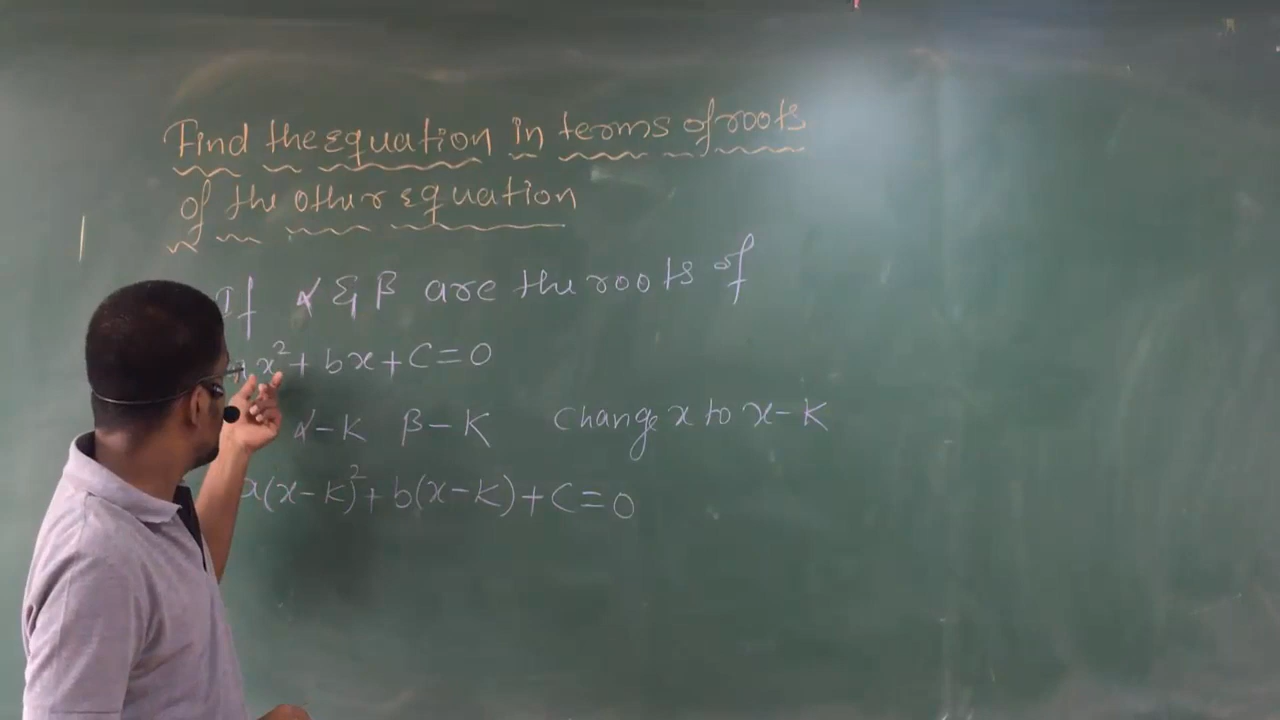 Find the equation in terms of roots
of the other equation
If α & β are the roots of
ax²+bx+c=0
α-K β-K Change x to x-K
a(x-K)²+b(x-K)+c=0